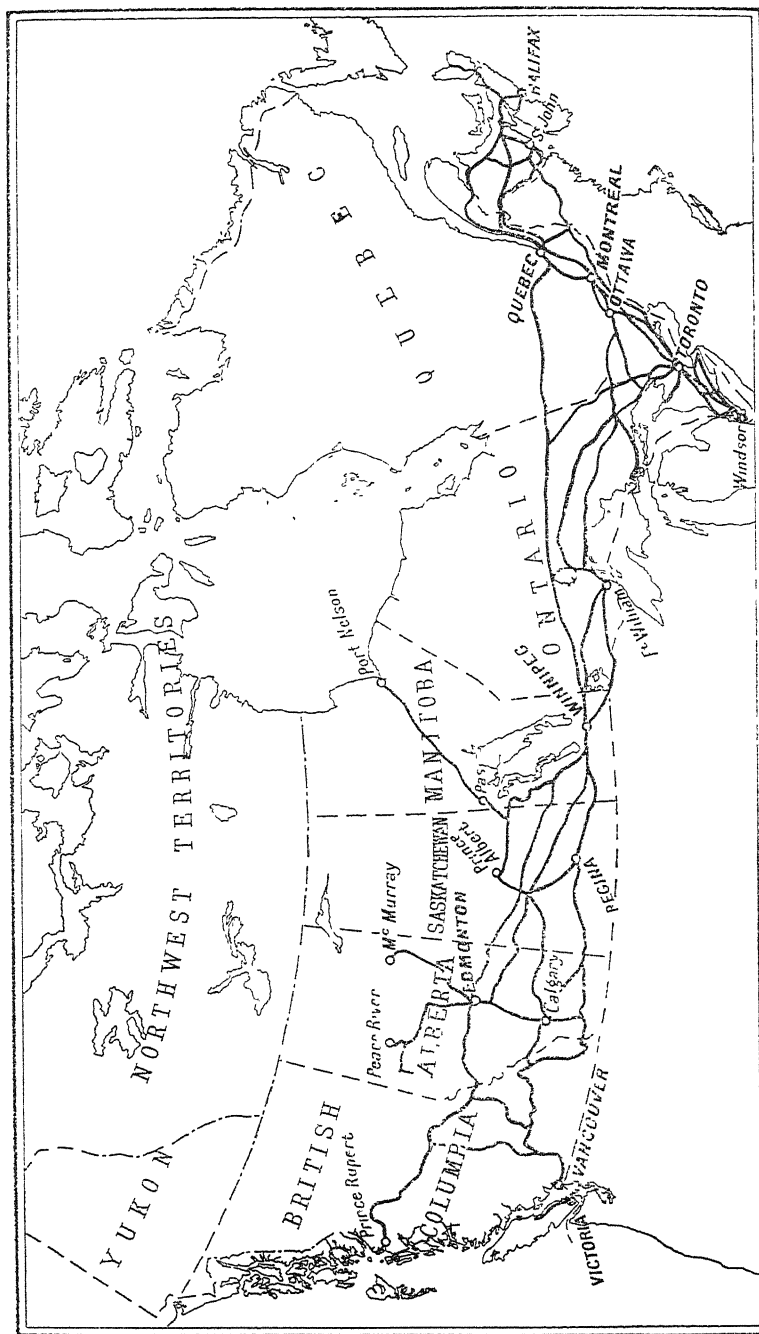 YUKON
NORTHWEST TERRITORIES
BRITISH
COLUMBIA
ALBERTA
SASKATCHEWAN
MANITOBA
ONTARIO
QUEBEC
Prince Rupert
Peace River
Mc Murray
EDMONTON
Prince
Albert
Pas
Port Nelson
VICTORIA
VANCOUVER
Calgary
REGINA
WINNIPEG
Ft William
Windsor
TORONTO
OTTAWA
MONTREAL
QUEBEC
St John
HALIFAX